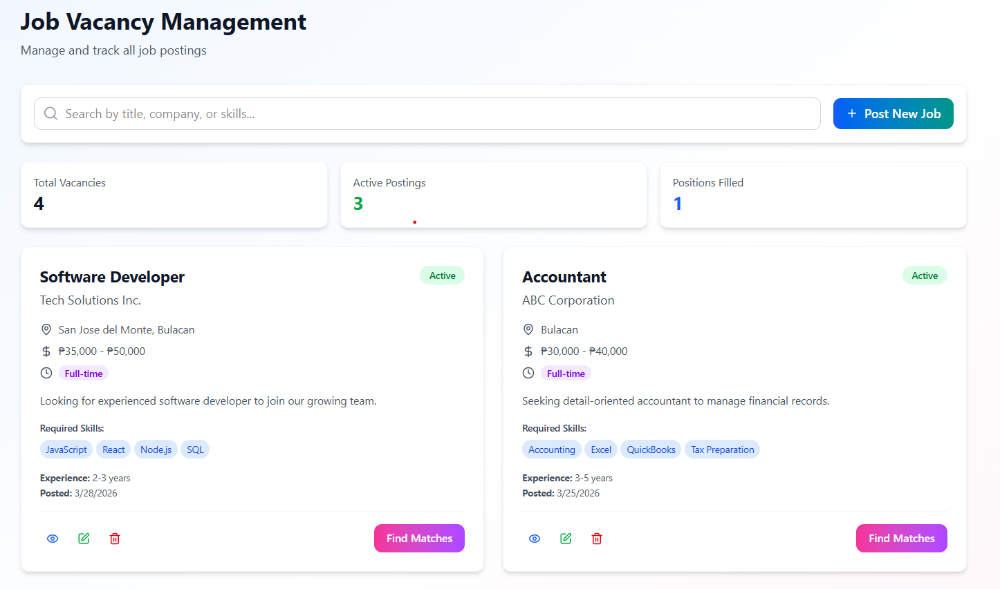 Job Vacancy Management
Manage and track all job postings
Search by title, company, or skills...
+ Post New Job
Total Vacancies
4
Active Postings
3
Positions Filled
1
Software Developer
Active
Tech Solutions Inc.
San Jose del Monte, Bulacan
$ ₱35,000 - ₱50,000
Full-time
Looking for experienced software developer to join our growing team.
Required Skills:
JavaScript React Node.js SQL
Experience: 2-3 years
Posted: 3/28/2026
Find Matches
Accountant
Active
ABC Corporation
Bulacan
$ ₱30,000 - ₱40,000
Full-time
Seeking detail-oriented accountant to manage financial records.
Required Skills:
Accounting Excel QuickBooks Tax Preparation
Experience: 3-5 years
Posted: 3/25/2026
Find Matches